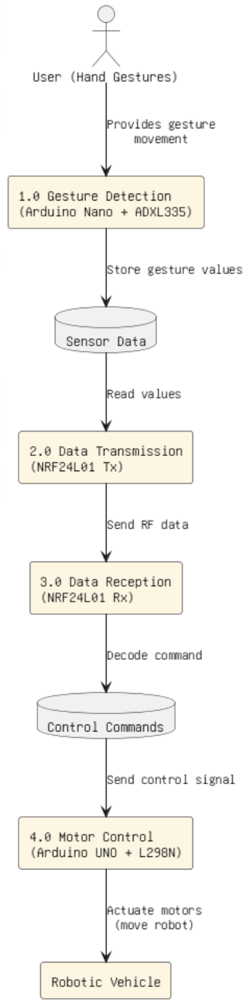 User (Hand Gestures)
Provides gesture
movement
1.0 Gesture Detection
(Arduino Nano + ADXL335)
Store gesture values
Sensor Data
Read values
2.0 Data Transmission
(NRF24L01 Tx)
Send RF data
3.0 Data Reception
(NRF24L01 Rx)
Decode command
Control Commands
Send control signal
4.0 Motor Control
(Arduino UNO + L298N)
Actuate motors
(move robot)
Robotic Vehicle